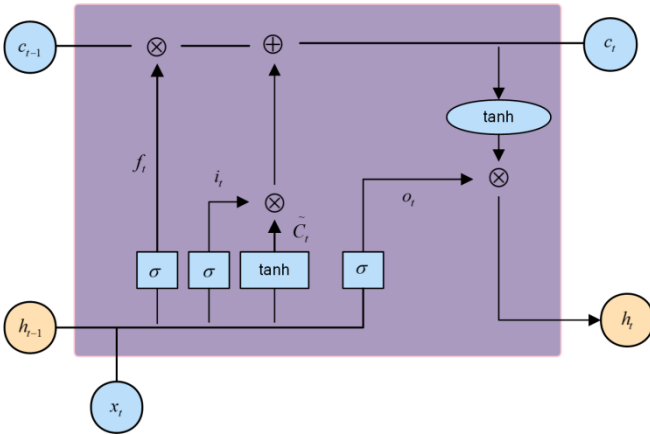 c_{t-1} ⊗ ⊕ c_t
tanh
f_t i_t ⊗ o_t ⊗
C̃_t
σ σ tanh σ
h_{t-1} h_t
x_t